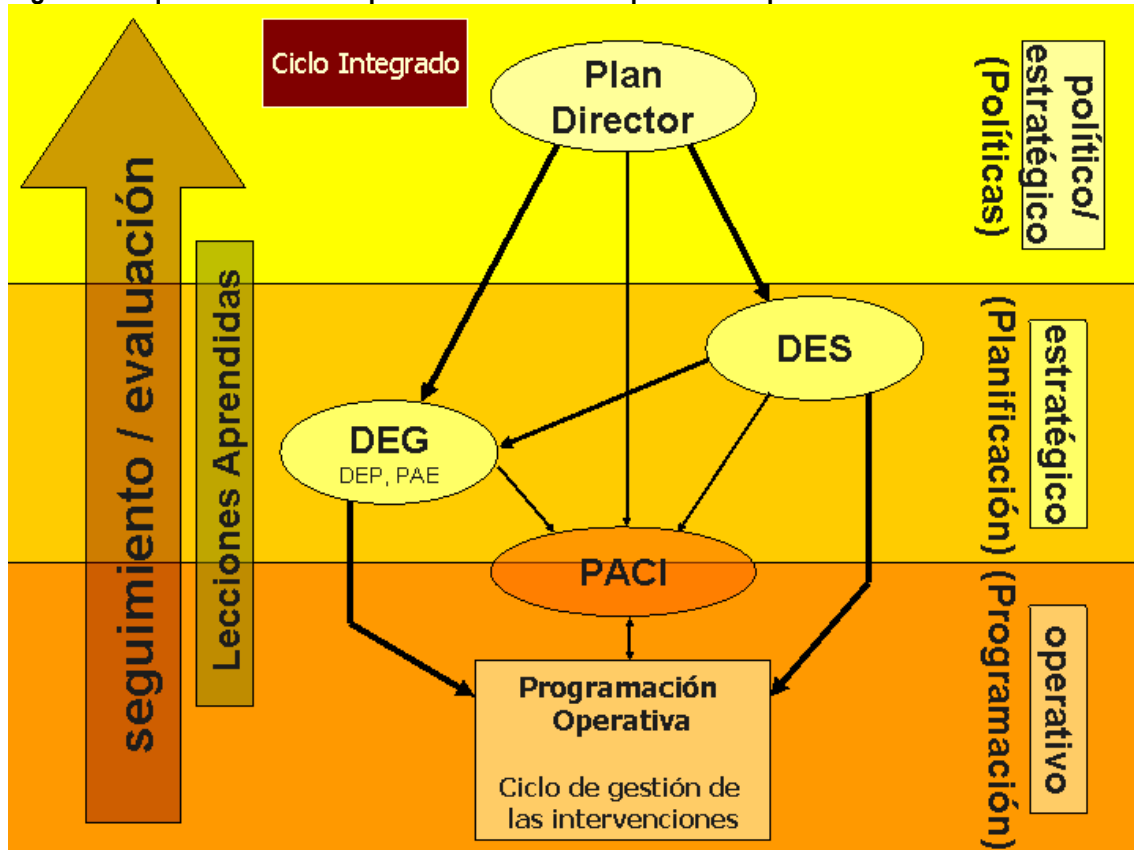 Ciclo Integrado
Plan
Director
político/
estratégico
(Políticas)
seguimiento / evaluación
Lecciones Aprendidas
DES
estratégico
(Planificación)
DEG
DEP, PAE
PACI
operativo
(Programación)
Programación
Operativa
Ciclo de gestión de
las intervenciones